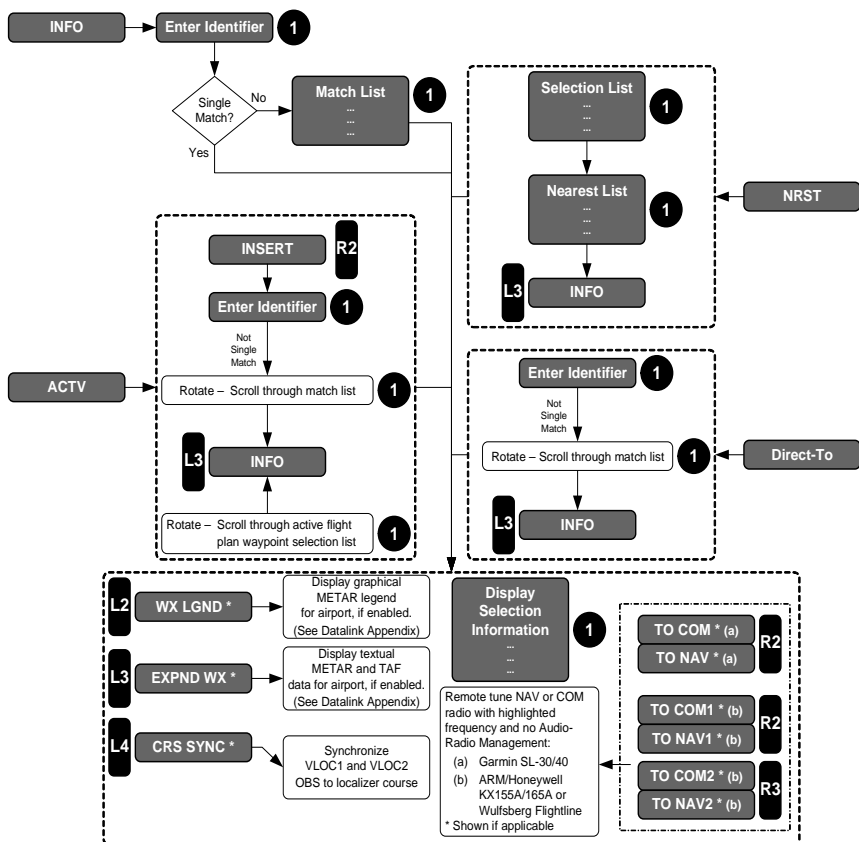 INFO
Enter Identifier
1
Single
Match?
No
Yes
Match List
...
...
...
1
Selection List
...
...
...
1
Nearest List
...
...
...
1
L3
INFO
NRST
INSERT
R2
Enter Identifier
1
Not
Single
Match
ACTV
Rotate – Scroll through match list
1
L3
INFO
Rotate – Scroll through active flight
plan waypoint selection list
1
Enter Identifier
1
Not
Single
Match
Rotate – Scroll through match list
1
Direct-To
L3
INFO
L2
WX LGND *
Display graphical
METAR legend
for airport, if enabled.
(See Datalink Appendix)
L3
EXPND WX *
Display textual
METAR and TAF
data for airport, if enabled.
(See Datalink Appendix)
L4
CRS SYNC *
Synchronize
VLOC1 and VLOC2
OBS to localizer course
Display
Selection
Information
...
...
...
1
Remote tune NAV or COM
radio with highlighted
frequency and no Audio-
Radio Management:
(a) Garmin SL-30/40
(b) ARM/Honeywell
KX155A/165A or
Wulfsberg Flightline
* Shown if applicable
TO COM * (a)
TO NAV * (a)
R2
TO COM1 * (b)
TO NAV1 * (b)
R2
TO COM2 * (b)
TO NAV2 * (b)
R3